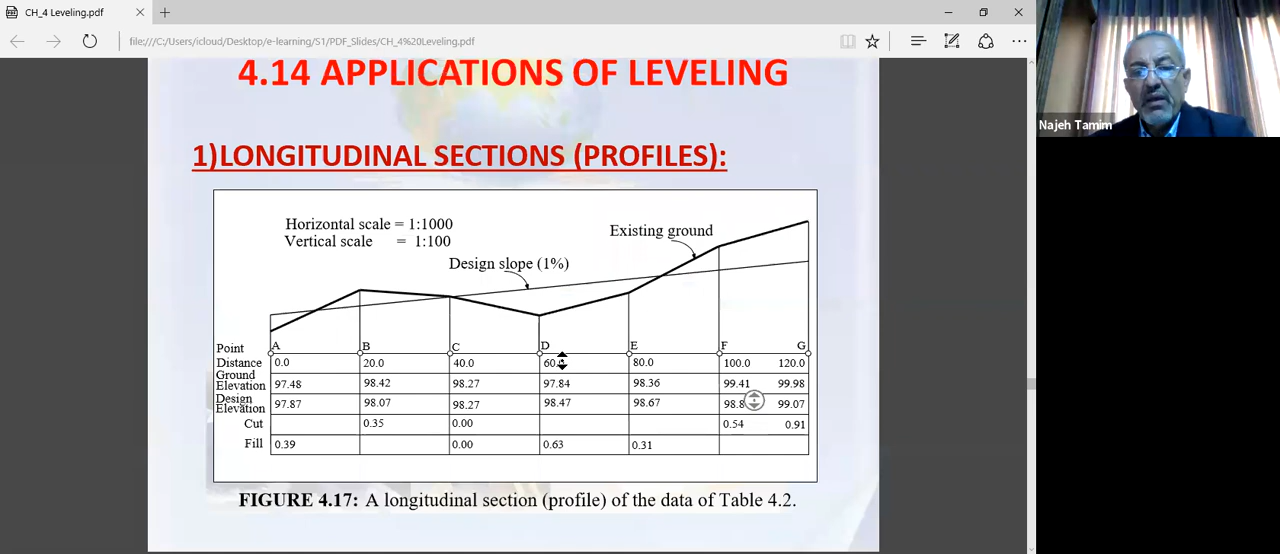 CH_4 Leveling.pdf
file:///C:/Users/icloud/Desktop/e-learning/S1/PDF_Slides/CH_4%20Leveling.pdf
Najeh Tamim
4.14 APPLICATIONS OF LEVELING
1)LONGITUDINAL SECTIONS (PROFILES):
Horizontal scale = 1:1000
Vertical scale = 1:100
Existing ground
Design slope (1%)
Point A B C D E F G
Distance 0.0 20.0 40.0 80.0 100.0 120.0
Ground
Elevation 97.48 98.42 98.27 97.84 98.36 99.41 99.98
Design
Elevation 97.87 98.07 98.27 98.47 98.67 99.07
Cut 0.35 0.00 0.54 0.91
Fill 0.39 0.00 0.63 0.31
FIGURE 4.17: A longitudinal section (profile) of the data of Table 4.2.